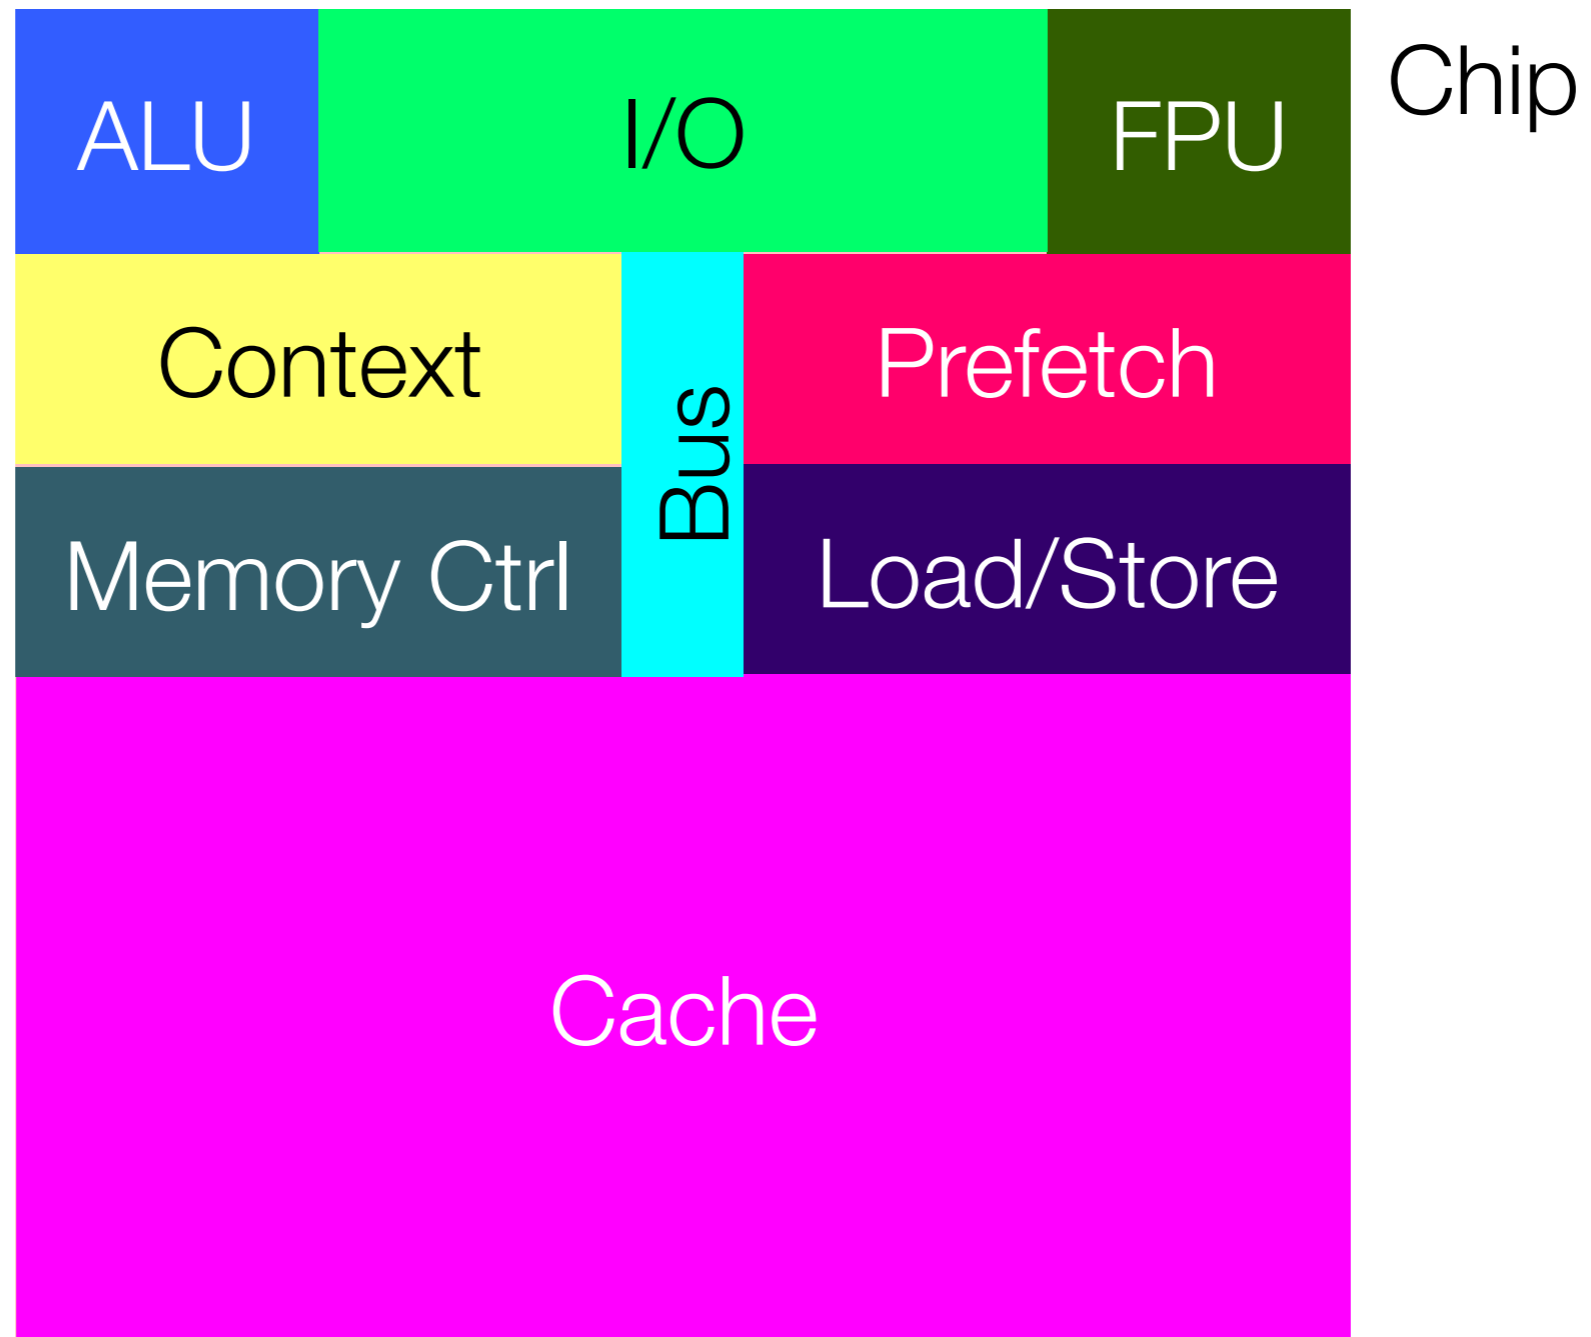 ALU
I/O
FPU
Chip
Context
Bus
Prefetch
Memory Ctrl
Load/Store
Cache